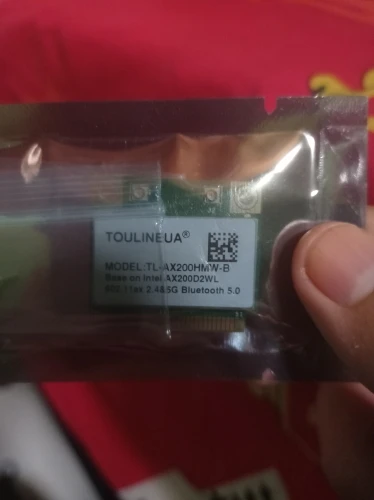 TOULINEUA®
MODEL:TL-AX200HMW-B
Base on Intel AX200D2WL
802.11ax 2.4&5G Bluetooth 5.0